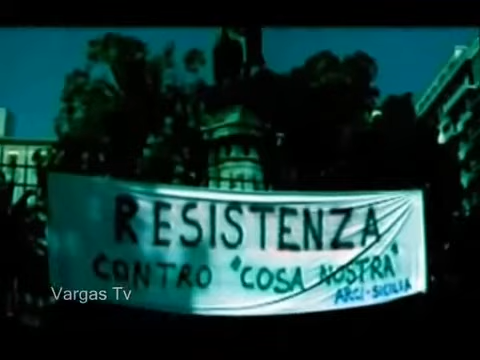 RESISTENZA
CONTRO "COSA NOSTRA"
ARCI-SICILIA
Vargas Tv